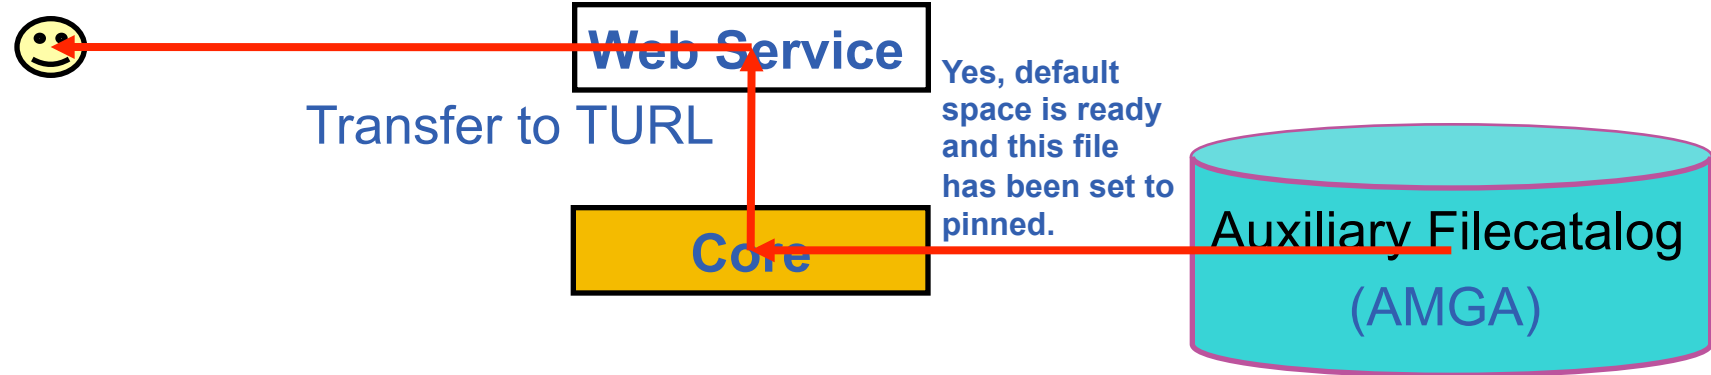 Web Service
Transfer to TURL
Yes, default
space is ready
and this file
has been set to
pinned.
Core
Auxiliary Filecatalog
(AMGA)